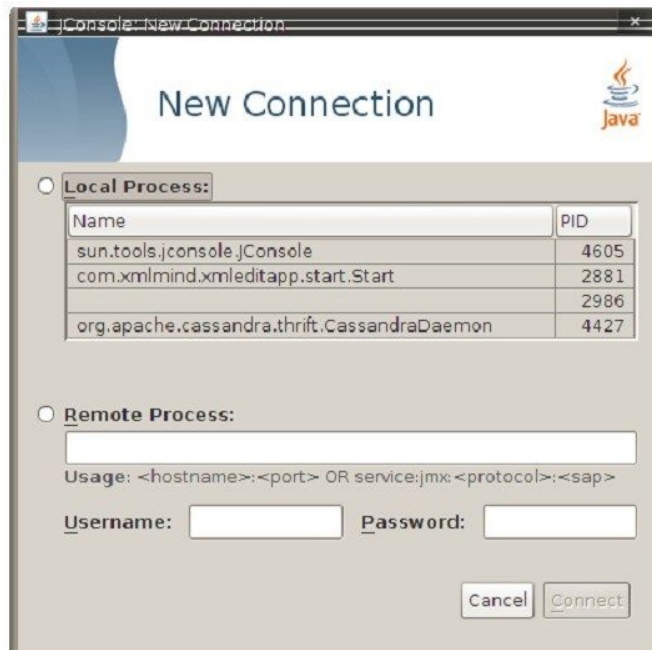 JConsole: New Connection
New Connection
Java
Local Process:
Name PID
sun.tools.jconsole.JConsole 4605
com.xmlmind.xmleditapp.start.Start 2881
2986
org.apache.cassandra.thrift.CassandraDaemon 4427
Remote Process:
Usage: <hostname>:<port> OR service:jmx:<protocol>:<sap>
Username: Password:
Cancel Connect